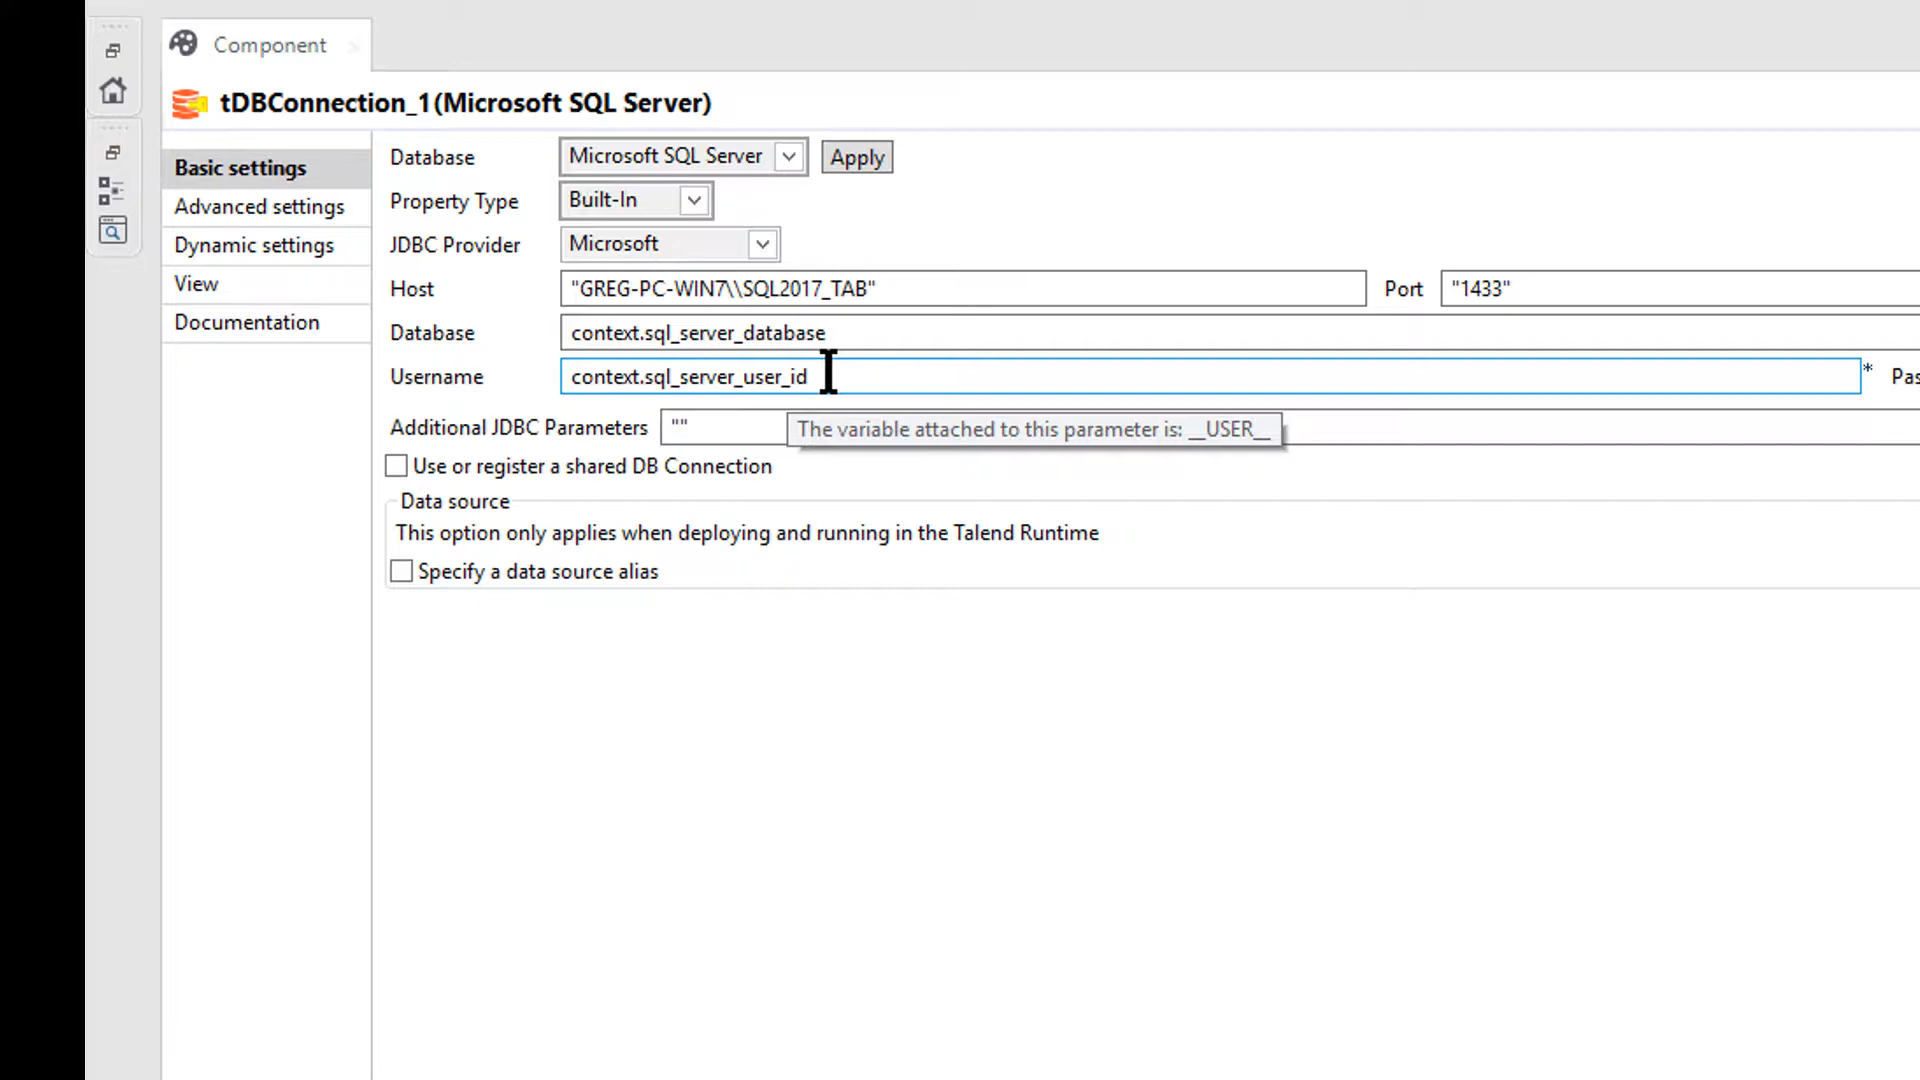 Component
tDBConnection_1(Microsoft SQL Server)
Basic settings
Advanced settings
Dynamic settings
View
Documentation
Database Microsoft SQL Server Apply
Property Type Built-In
JDBC Provider Microsoft
Host "GREG-PC-WIN7\\SQL2017_TAB" Port "1433"
Database context.sql_server_database
Username context.sql_server_user_id * Pas
Additional JDBC Parameters ""
The variable attached to this parameter is: __USER__
Use or register a shared DB Connection
Data source
This option only applies when deploying and running in the Talend Runtime
Specify a data source alias